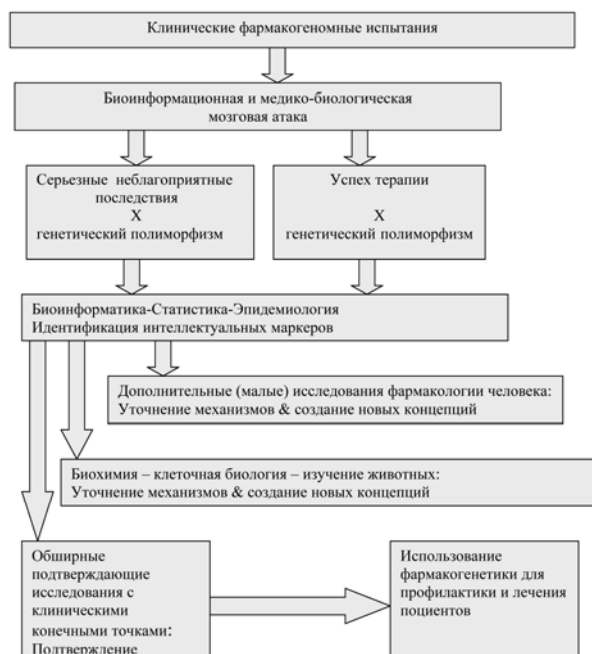 Клинические фармакогеномные испытания
Биоинформационная и медико-биологическая
мозговая атака
Серьезные неблагоприятные
последствия
X
генетический полиморфизм
Успех терапии
X
генетический полиморфизм
Биоинформатика-Статистика-Эпидемиология
Идентификация интеллектуальных маркеров
Дополнительные (малые) исследования фармакологии человека:
Уточнение механизмов & создание новых концепций
Биохимия – клеточная биология – изучение животных:
Уточнение механизмов & создание новых концепций
Обширные
подтверждающие
исследования с
клиническими
конечными точками:
Подтверждение
Использование
фармакогенетики для
профилактики и лечения
поциентов